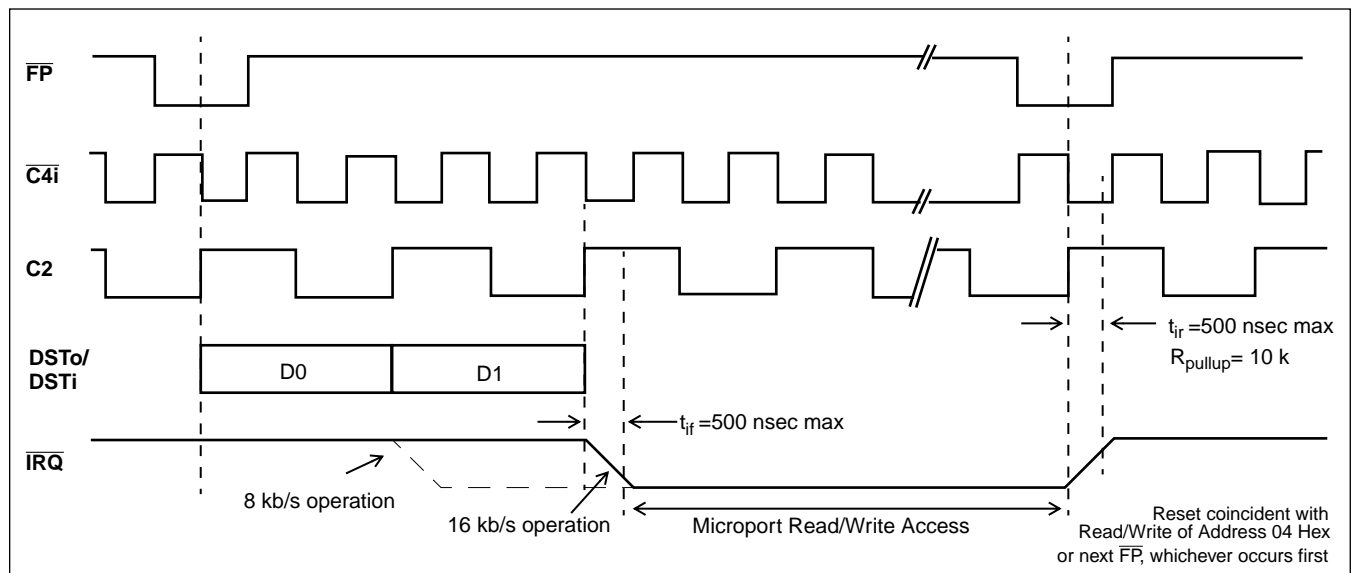 FP
C4i
C2
t_ir =500 nsec max
R_pullup= 10 k
DSTo/
DSTi
D0
D1
t_if =500 nsec max
IRQ
8 kb/s operation
16 kb/s operation
Microport Read/Write Access
Reset coincident with
Read/Write of Address 04 Hex
or next FP, whichever occurs first